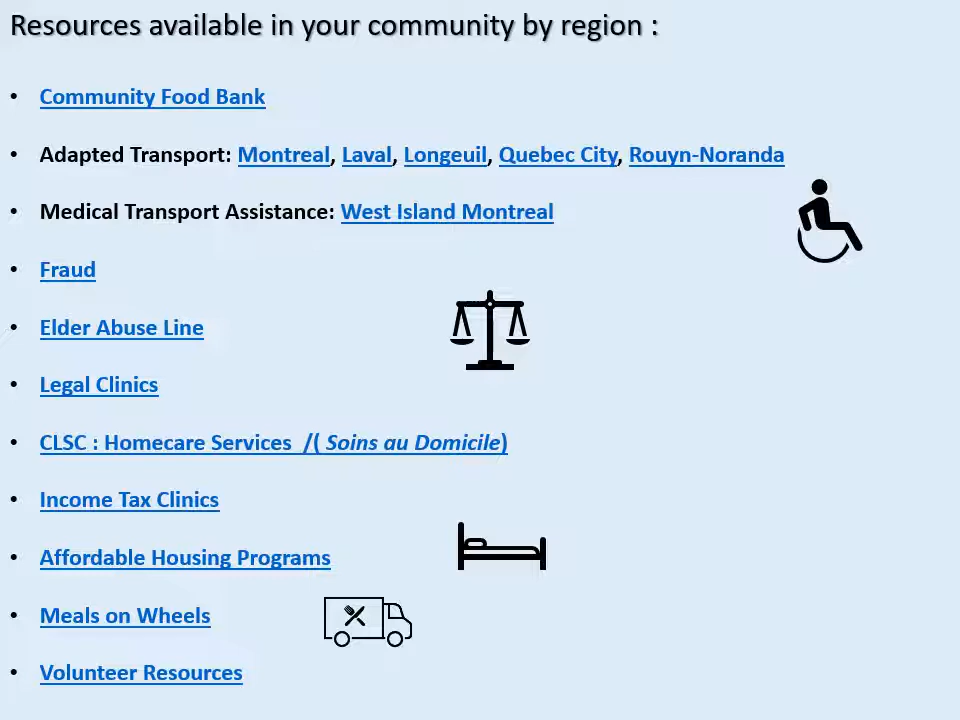 Resources available in your community by region :
• Community Food Bank
• Adapted Transport: Montreal, Laval, Longeuil, Quebec City, Rouyn-Noranda
• Medical Transport Assistance: West Island Montreal
• Fraud
• Elder Abuse Line
• Legal Clinics
• CLSC : Homecare Services  /( Soins au Domicile)
• Income Tax Clinics
• Affordable Housing Programs
• Meals on Wheels
• Volunteer Resources